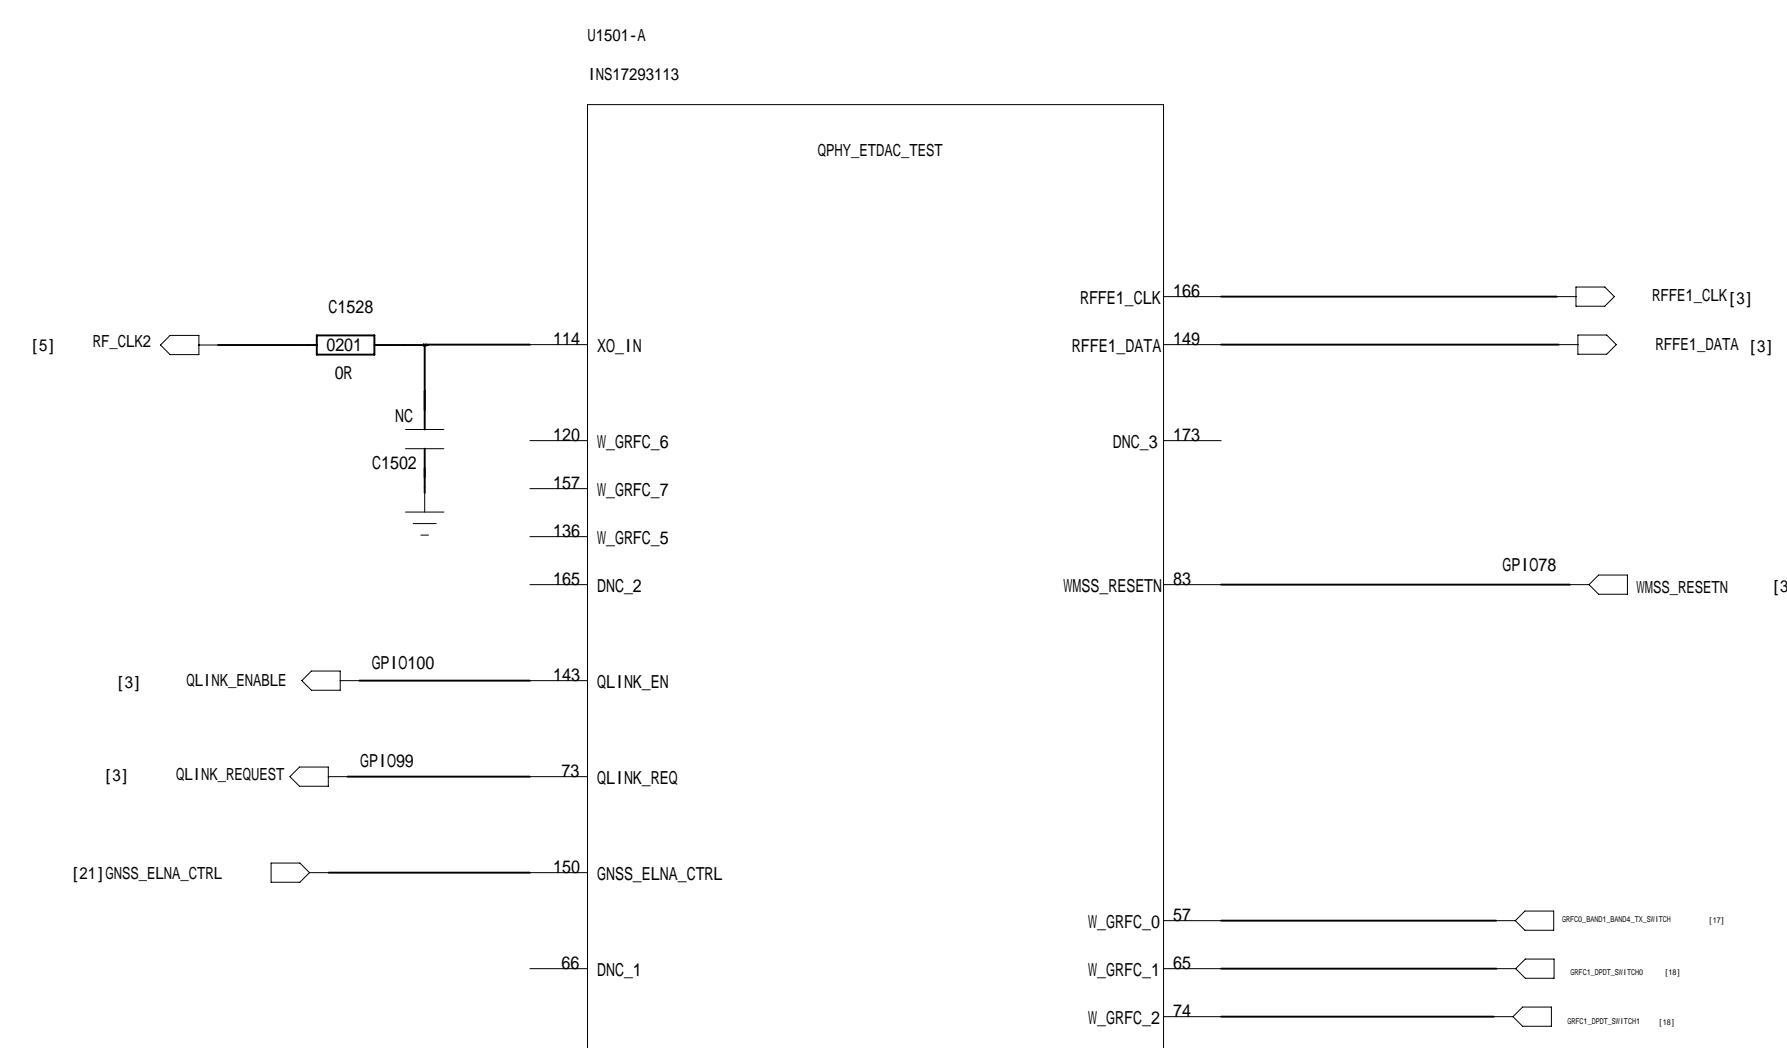 U1501-A
INS17293113
QPHY_ETDAC_TEST
RFFE1_CLK 166 RFFE1_CLK[3]
C1528
[5] RF_CLK2 0201 114 XO_IN RFFE1_DATA 149 RFFE1_DATA [3]
0R
NC
120 W_GRFC_6 DNC_3 173
C1502
157 W_GRFC_7
136 W_GRFC_5
GPIO78
165 DNC_2 WMSS_RESETN 83 WMSS_RESETN [3
GPIO100
[3] QLINK_ENABLE 143 QLINK_EN
GPIO99
[3] QLINK_REQUEST 73 QLINK_REQ
[21]GNSS_ELNA_CTRL 150 GNSS_ELNA_CTRL
W_GRFC_0 57 GRFC0_BAND1_BAND4_TX_SWITCH [17]
66 DNC_1 W_GRFC_1 65 GRFC1_DPDT_SWITCH0 [18]
W_GRFC_2 74 GRFC1_DPDT_SWITCH1 [18]